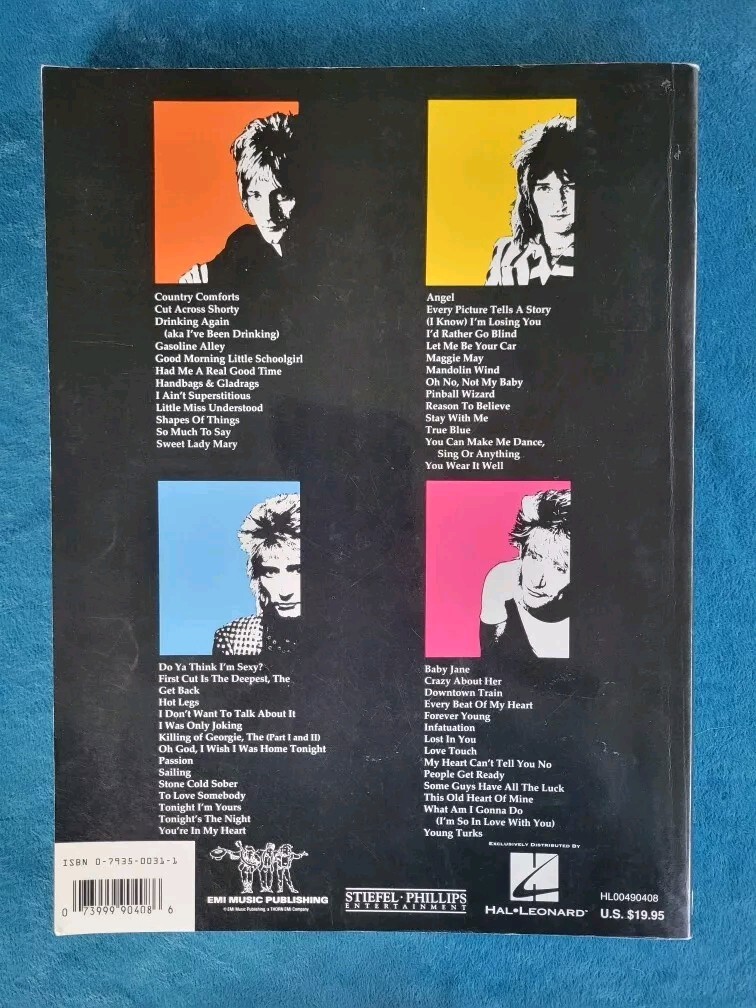 Country Comforts
Cut Across Shorty
Drinking Again
(aka I've Been Drinking)
Gasoline Alley
Good Morning Little Schoolgirl
Had Me A Real Good Time
Handbags & Gladrags
I Ain't Superstitious
Little Miss Understood
Shapes Of Things
So Much To Say
Sweet Lady Mary
Angel
Every Picture Tells A Story
(I Know) I'm Losing You
I'd Rather Go Blind
Let Me Be Your Car
Maggie May
Mandolin Wind
Oh No, Not My Baby
Pinball Wizard
Reason To Believe
Stay With Me
True Blue
You Can Make Me Dance,
Sing Or Anything
You Wear It Well
Do Ya Think I'm Sexy?
First Cut Is The Deepest, The
Get Back
Hot Legs
I Don't Want To Talk About It
I Was Only Joking
Killing of Georgie, The (Part I and II)
Oh God, I Wish I Was Home Tonight
Passion
Sailing
Stone Cold Sober
To Love Somebody
Tonight I'm Yours
Tonight's The Night
You're In My Heart
Baby Jane
Crazy About Her
Downtown Train
Every Beat Of My Heart
Forever Young
Infatuation
Lost In You
Love Touch
My Heart Can't Tell You No
People Get Ready
Some Guys Have All The Luck
This Old Heart Of Mine
What Am I Gonna Do
(I'm So In Love With You)
Young Turks
ISBN 0-7935-0031-1
0 73999 90408 6
EMI MUSIC PUBLISHING
© EMI Music Publishing, a THORN EMI Company
STIEFEL·PHILLIPS
ENTERTAINMENT
EXCLUSIVELY DISTRIBUTED BY
HAL•LEONARD®
HL00490408
U.S. $19.95